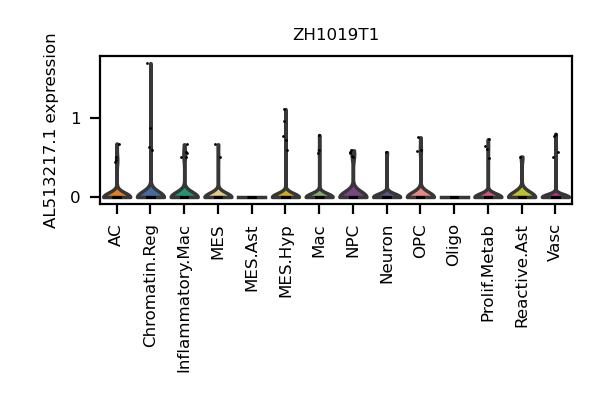 ZH1019T1
AL513217.1 expression
1
0
AC
Chromatin.Reg
Inflammatory.Mac
MES
MES.Ast
MES.Hyp
Mac
NPC
Neuron
OPC
Oligo
Prolif.Metab
Reactive.Ast
Vasc